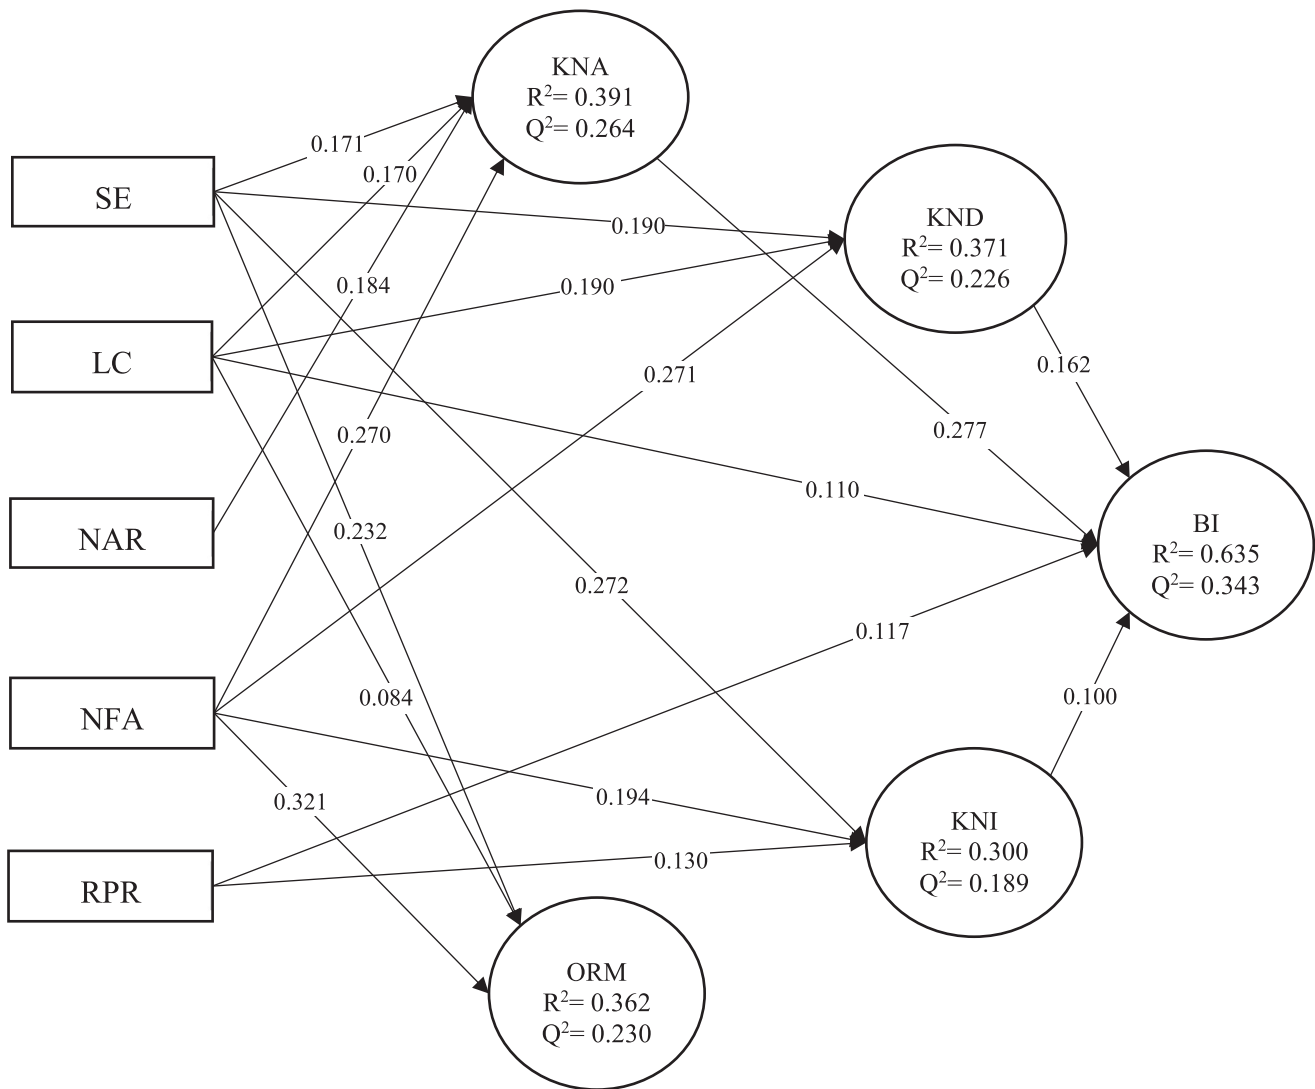 KNA
R²= 0.391
Q²= 0.264
0.171
0.170
SE
0.190
KND
R²= 0.371
Q²= 0.226
0.184
0.190
LC
0.162
0.271
0.270
0.277
0.110
NAR
0.232
BI
R²= 0.635
Q²= 0.343
0.272
0.117
0.084
0.100
NFA
0.321
0.194
KNI
R²= 0.300
Q²= 0.189
0.130
RPR
ORM
R²= 0.362
Q²= 0.230